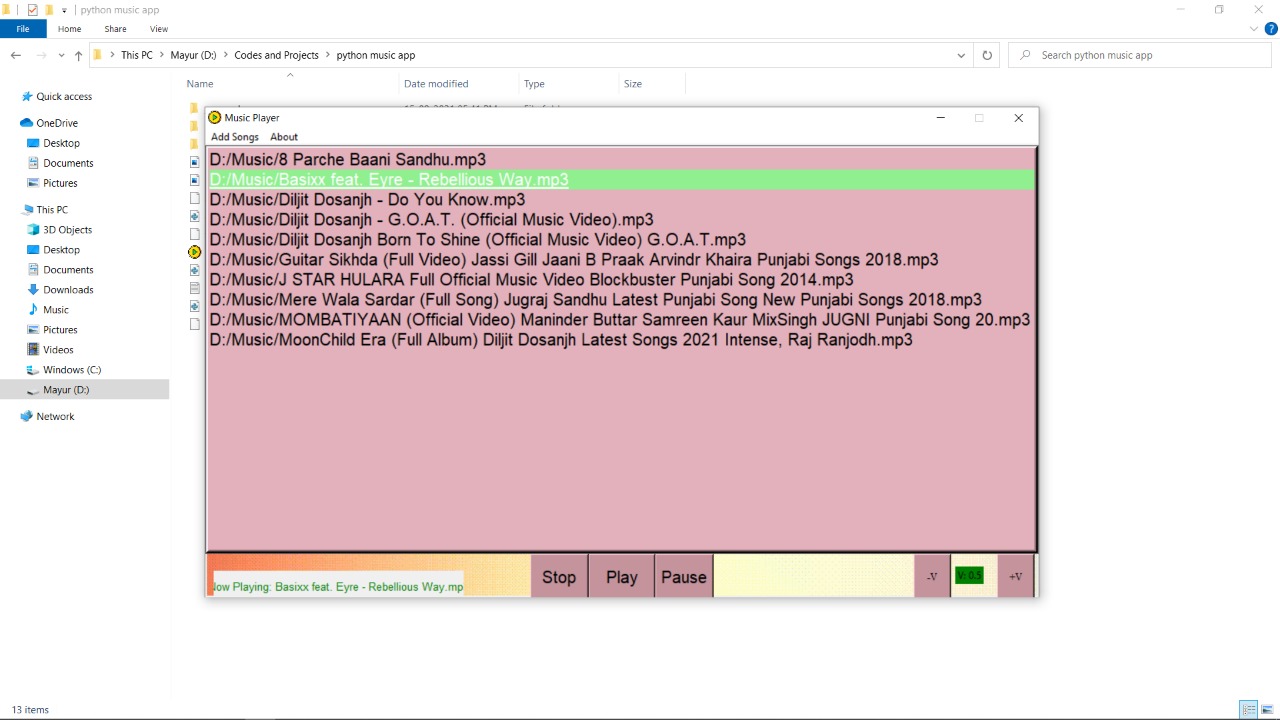 python music app
File Home Share View
This PC Mayur (D:) Codes and Projects python music app
Search python music app
Name Date modified Type Size
Quick access
OneDrive
Desktop
Documents
Pictures
This PC
3D Objects
Desktop
Documents
Downloads
Music
Pictures
Videos
Windows (C:)
Mayur (D:)
Network
Music Player
Add Songs About
D:/Music/8 Parche Baani Sandhu.mp3
D:/Music/Basixx feat. Eyre - Rebellious Way.mp3
D:/Music/Diljit Dosanjh - Do You Know.mp3
D:/Music/Diljit Dosanjh - G.O.A.T. (Official Music Video).mp3
D:/Music/Diljit Dosanjh Born To Shine (Official Music Video) G.O.A.T.mp3
D:/Music/Guitar Sikhda (Full Video) Jassi Gill Jaani B Praak Arvindr Khaira Punjabi Songs 2018.mp3
D:/Music/J STAR HULARA Full Official Music Video Blockbuster Punjabi Song 2014.mp3
D:/Music/Mere Wala Sardar (Full Song) Jugraj Sandhu Latest Punjabi Song New Punjabi Songs 2018.mp3
D:/Music/MOMBATIYAAN (Official Video) Maninder Buttar Samreen Kaur MixSingh JUGNI Punjabi Song 20.mp3
D:/Music/MoonChild Era (Full Album) Diljit Dosanjh Latest Songs 2021 Intense, Raj Ranjodh.mp3
Now Playing: Basixx feat. Eyre - Rebellious Way.mp
Stop Play Pause
-V V: 0.5 +V
13 items